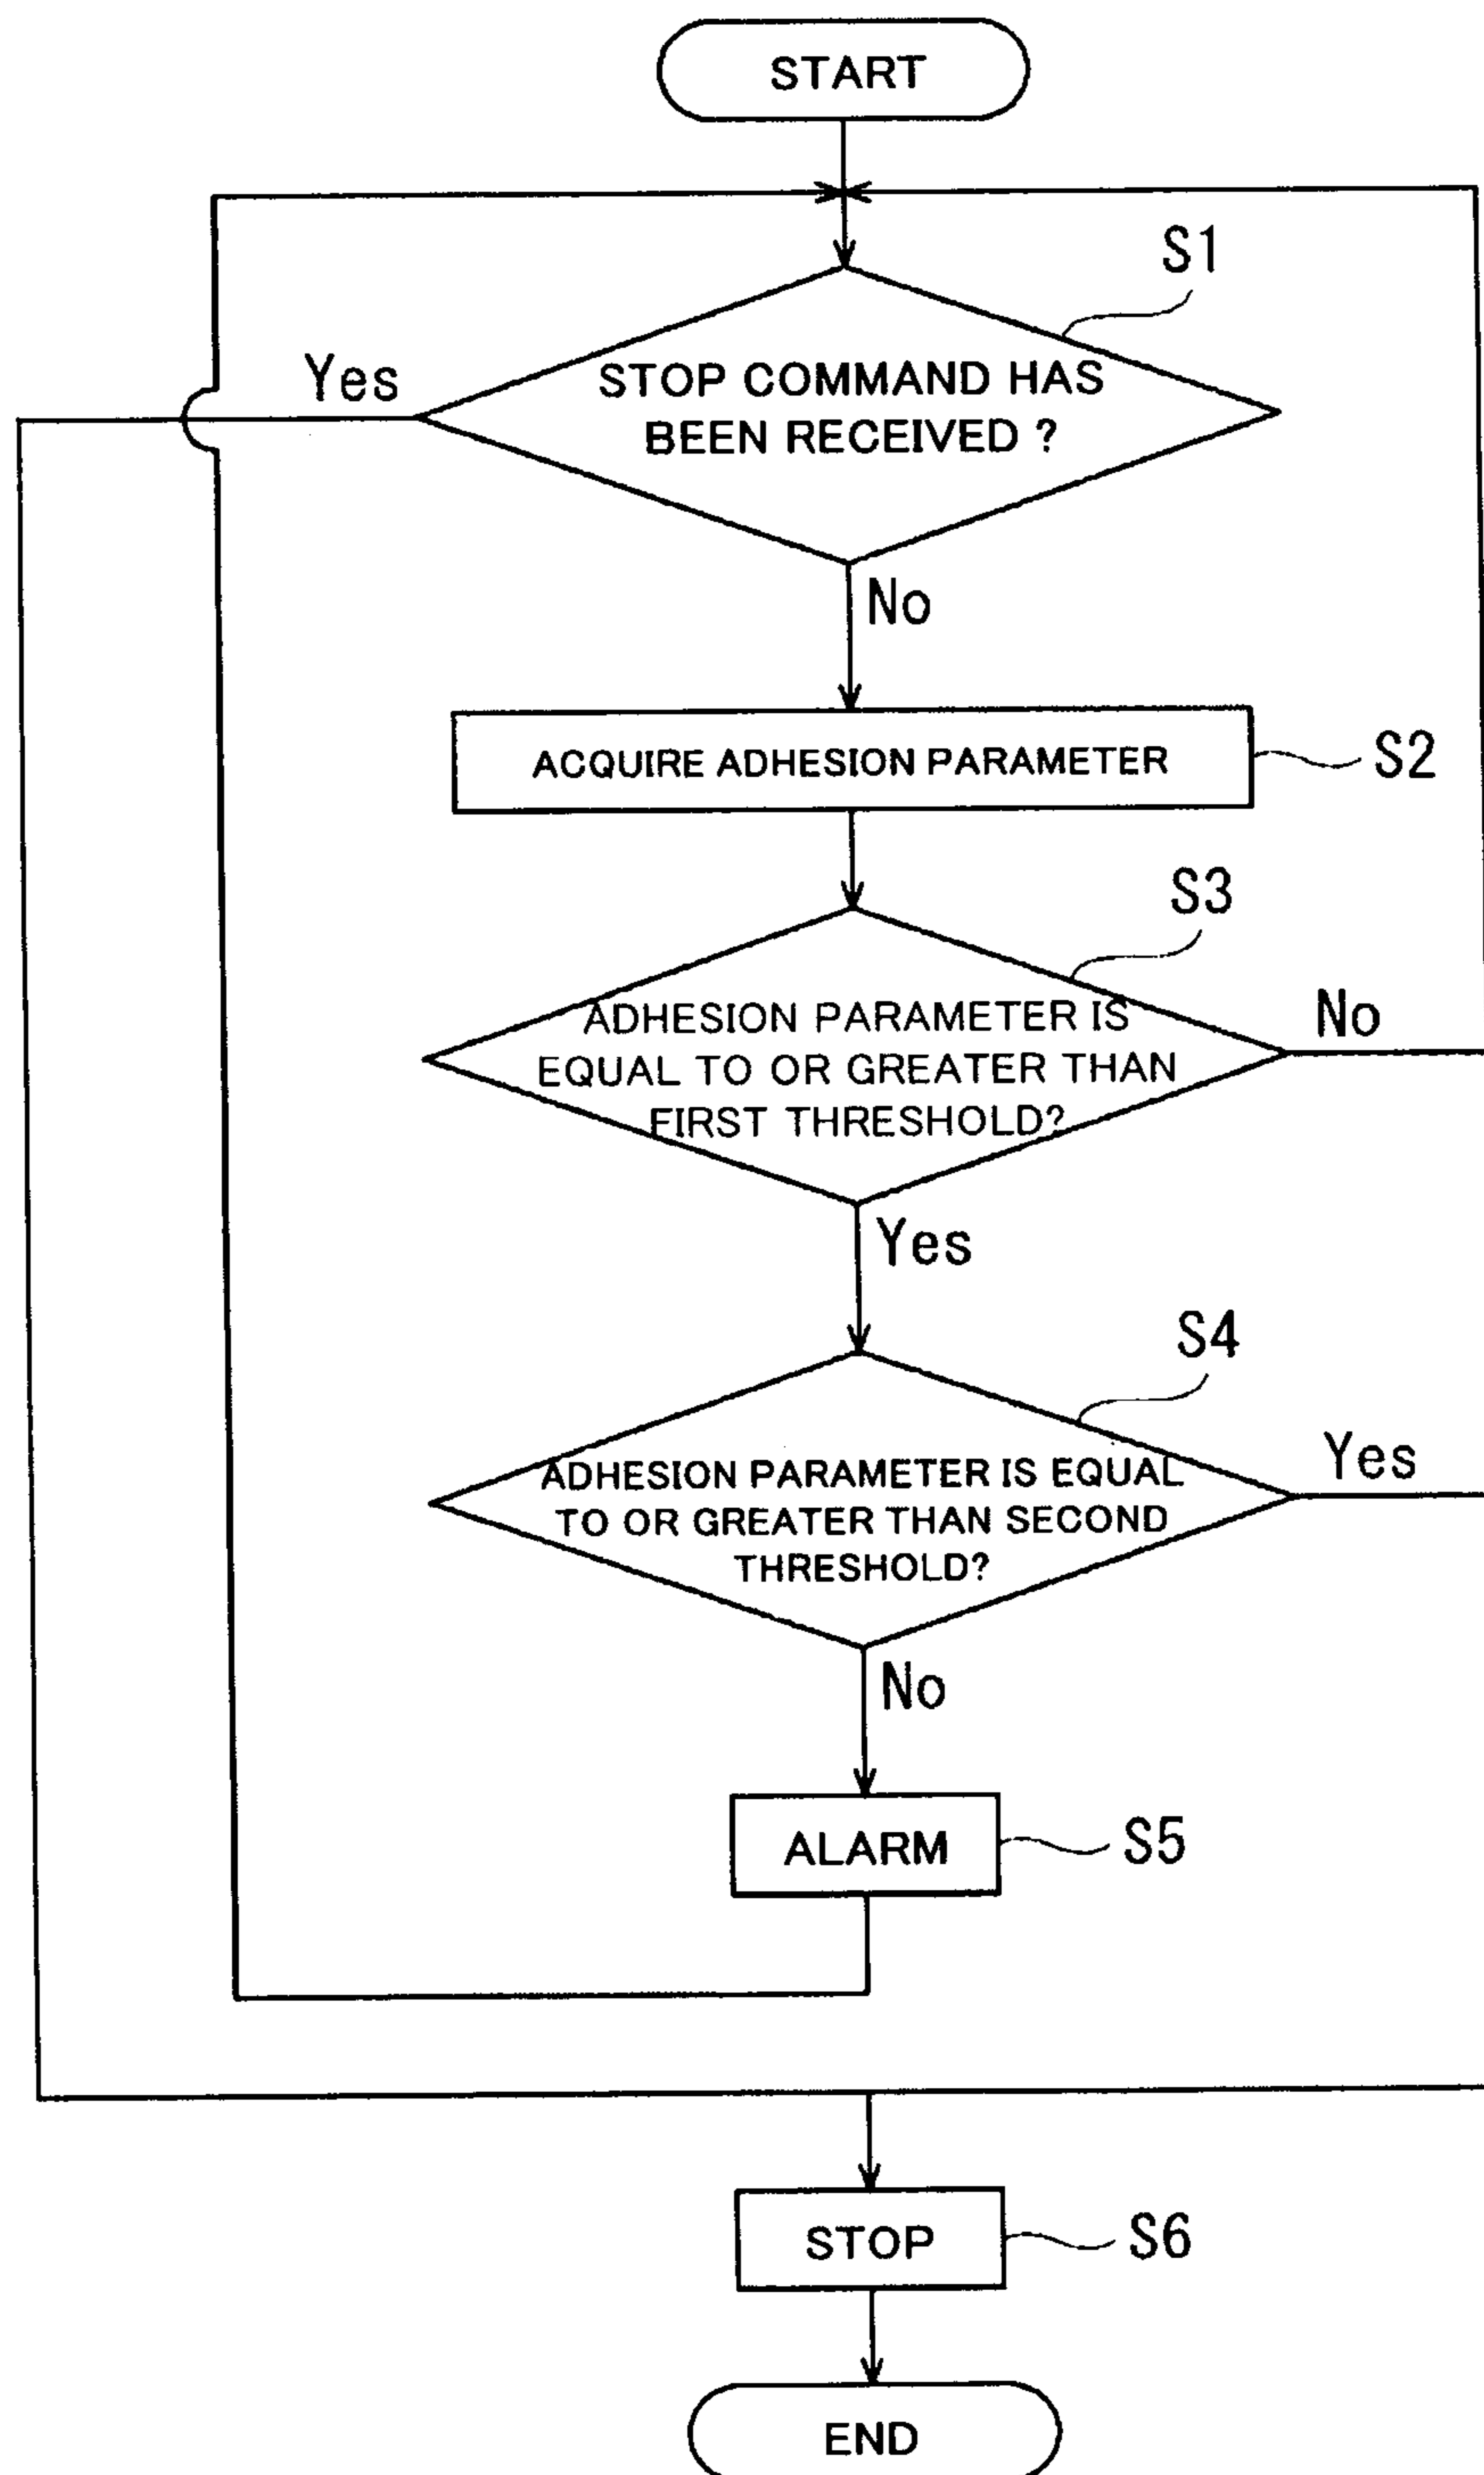 START
S1
Yes
STOP COMMAND HAS
BEEN RECEIVED ?
No
ACQUIRE ADHESION PARAMETER
S2
S3
ADHESION PARAMETER IS
EQUAL TO OR GREATER THAN
FIRST THRESHOLD?
No
Yes
S4
ADHESION PARAMETER IS EQUAL
TO OR GREATER THAN SECOND
THRESHOLD?
Yes
No
ALARM
S5
STOP
S6
END